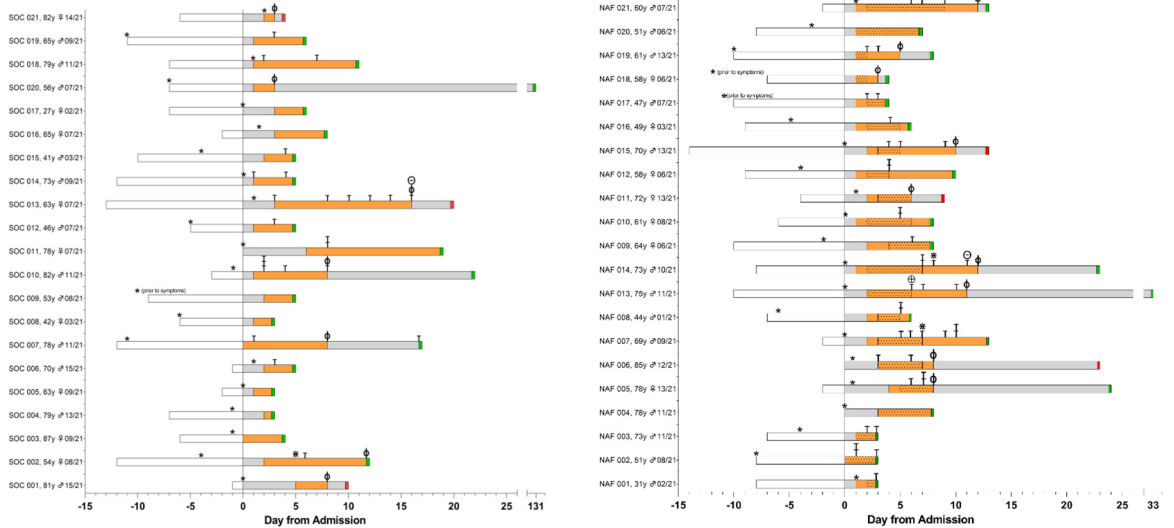 SOC 021, 82y ♀ 14/21
SOC 019, 65y ♂ 09/21
SOC 018, 79y ♂ 11/21
SOC 020, 56y ♂ 07/21
SOC 017, 27y ♀ 02/21
SOC 016, 65y ♀ 07/21
SOC 015, 41y ♂ 03/21
SOC 014, 73y ♂ 09/21
SOC 013, 63y ♀ 07/21
SOC 012, 46y ♂ 07/21
SOC 011, 78y ♀ 07/21
SOC 010, 82y ♂ 11/21
* (prior to symptoms)
SOC 009, 53y ♂ 08/21
SOC 008, 42y ♀ 03/21
SOC 007, 78y ♂ 11/21
SOC 006, 70y ♂ 15/21
SOC 005, 63y ♀ 09/21
SOC 004, 79y ♂ 13/21
SOC 003, 87y ♀ 09/21
SOC 002, 54y ♀ 08/21
SOC 001, 81y ♂ 15/21
-15 -10 -5 0 5 10 15 20 25 131
Day from Admission
NAF 021, 60y ♂ 07/21
NAF 020, 51y ♂ 06/21
NAF 019, 61y ♂ 13/21
* (prior to symptoms)
NAF 018, 58y ♀ 06/21
*(prior to symptoms)
NAF 017, 47y ♂ 07/21
NAF 016, 49y ♀ 03/21
NAF 015, 70y ♂ 13/21
NAF 012, 58y ♀ 06/21
NAF 011, 72y ♀ 13/21
NAF 010, 61y ♀ 08/21
NAF 009, 64y ♀ 06/21
NAF 014, 73y ♂ 10/21
NAF 013, 75y ♂ 11/21
NAF 008, 44y ♂ 01/21
NAF 007, 69y ♂ 09/21
NAF 006, 85y ♂ 12/21
NAF 005, 78y ♀ 13/21
NAF 004, 78y ♂ 11/21
NAF 003, 73y ♂ 11/21
NAF 002, 51y ♂ 08/21
NAF 001, 31y ♂ 02/21
-15 -10 -5 0 5 10 15 20 25 33
Day from Admission